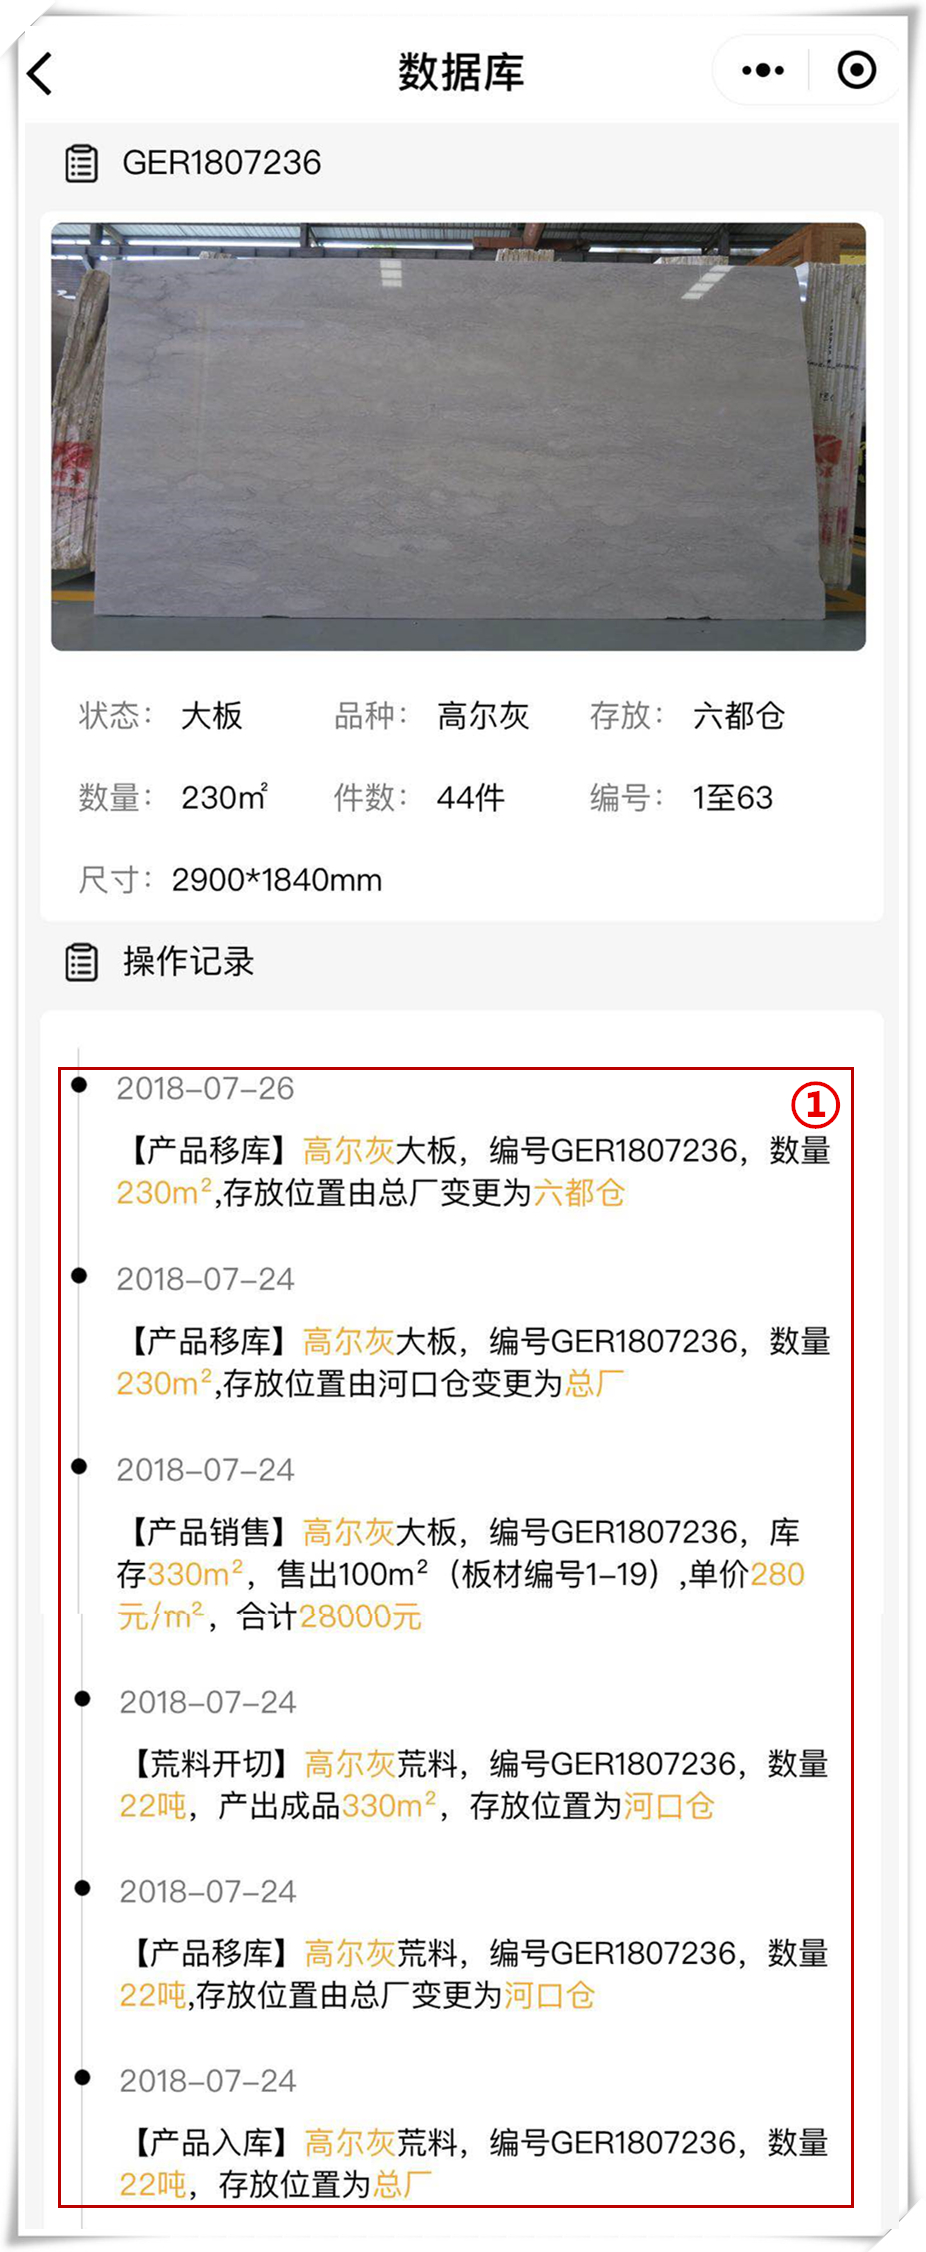 数据库
GER1807236
状态： 大板 品种： 高尔灰 存放： 六都仓
数量： 230㎡ 件数： 44件 编号： 1至63
尺寸： 2900*1840mm
操作记录
①
2018-07-26
【产品移库】高尔灰大板，编号GER1807236，数量
230m²,存放位置由总厂变更为六都仓
2018-07-24
【产品移库】高尔灰大板，编号GER1807236，数量
230m²,存放位置由河口仓变更为总厂
2018-07-24
【产品销售】高尔灰大板，编号GER1807236，库
存330m²，售出100m²（板材编号1-19）,单价280
元/m²，合计28000元
2018-07-24
【荒料开切】高尔灰荒料，编号GER1807236，数量
22吨，产出成品330m²，存放位置为河口仓
2018-07-24
【产品移库】高尔灰荒料，编号GER1807236，数量
22吨,存放位置由总厂变更为河口仓
2018-07-24
【产品入库】高尔灰荒料，编号GER1807236，数量
22吨，存放位置为总厂